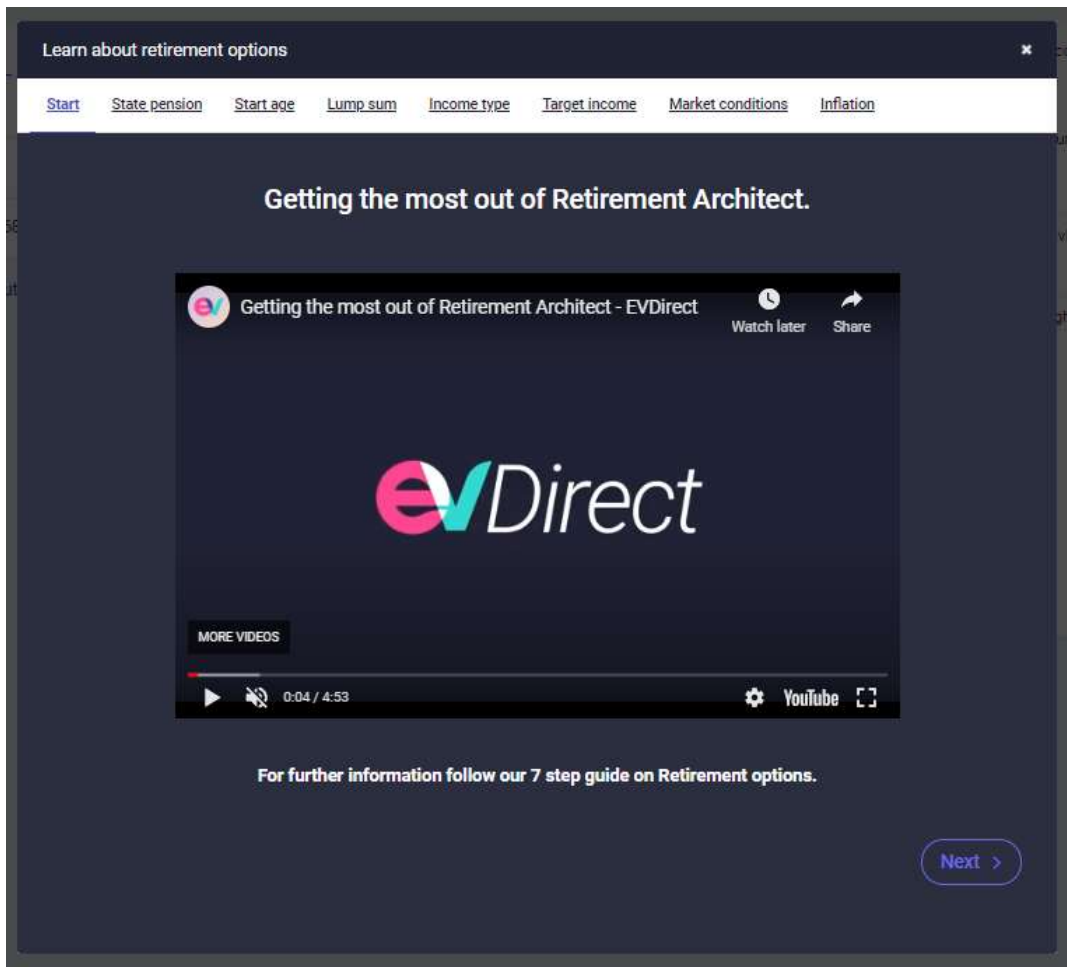 Learn about retirement options
Start State pension Start age Lump sum Income type Target income Market conditions Inflation
Getting the most out of Retirement Architect.
ev Getting the most out of Retirement Architect - EVDirect
Watch later Share
evDirect
MORE VIDEOS
0:04 / 4:53 YouTube
For further information follow our 7 step guide on Retirement options.
Next >